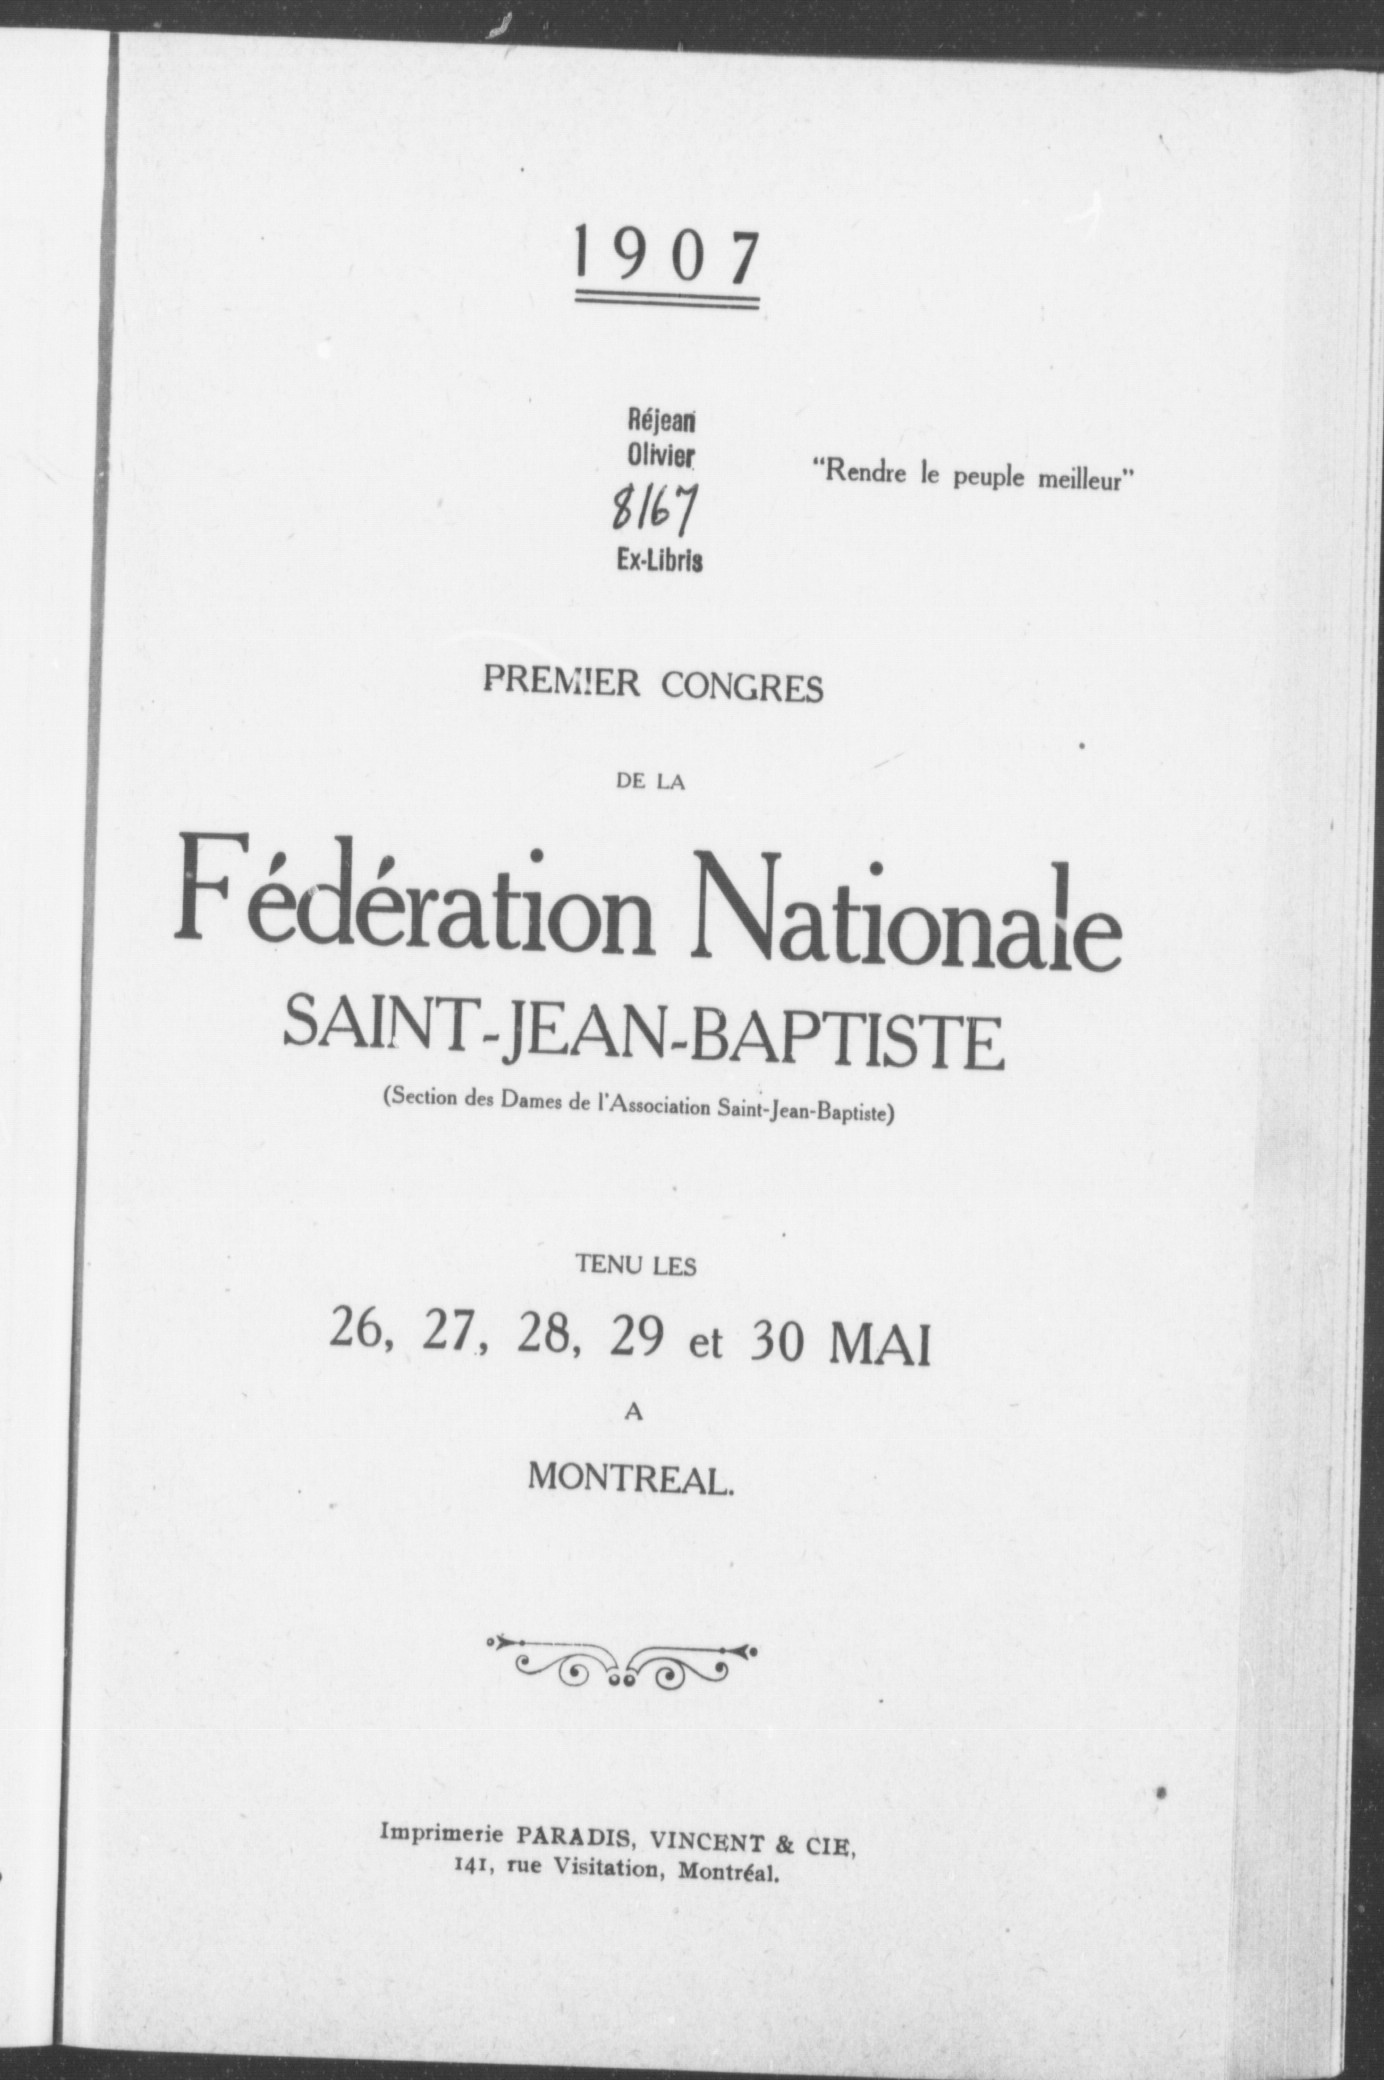 1907
Réjean
Olivier
8167
Ex-Libris
“Rendre le peuple meilleur”
PREMIER CONGRES
DE LA
Fédération Nationale
SAINT-JEAN-BAPTISTE
(Section des Dames de l'Association Saint-Jean-Baptiste)
TENU LES
26, 27, 28, 29 et 30 MAI
A
MONTREAL.
Imprimerie PARADIS, VINCENT & CIE,
141, rue Visitation, Montréal.